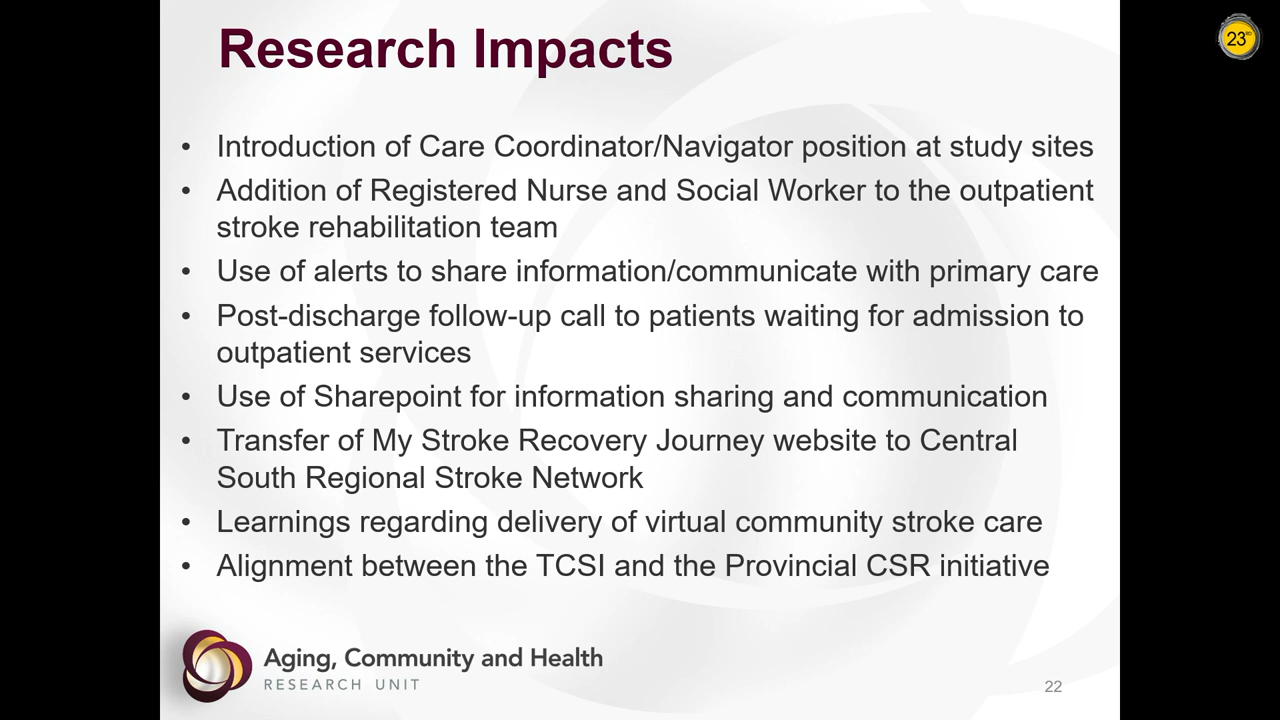 Research Impacts
23RD
• Introduction of Care Coordinator/Navigator position at study sites
• Addition of Registered Nurse and Social Worker to the outpatient
stroke rehabilitation team
• Use of alerts to share information/communicate with primary care
• Post-discharge follow-up call to patients waiting for admission to
outpatient services
• Use of Sharepoint for information sharing and communication
• Transfer of My Stroke Recovery Journey website to Central
South Regional Stroke Network
• Learnings regarding delivery of virtual community stroke care
• Alignment between the TCSI and the Provincial CSR initiative
Aging, Community and Health
RESEARCH UNIT
22